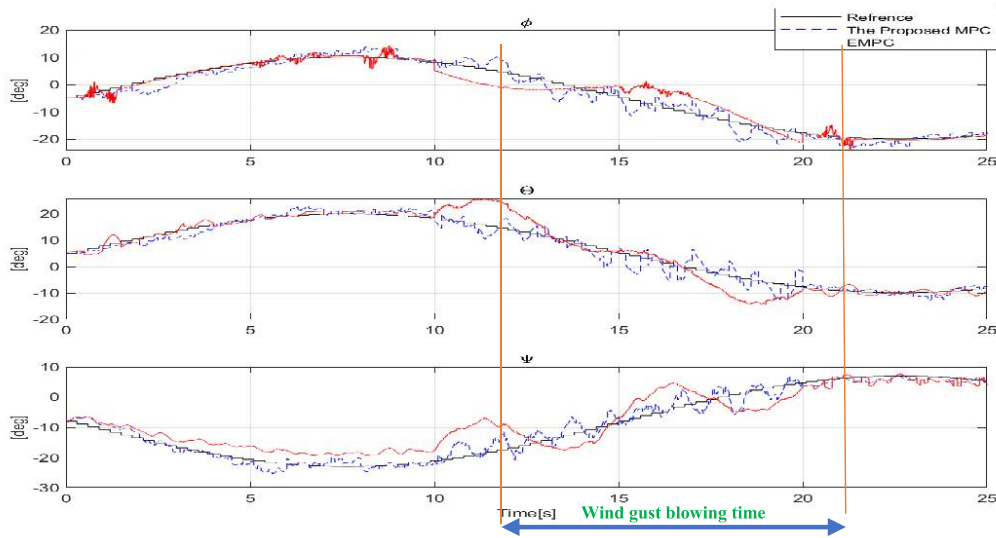 ϕ
Refrence
The Proposed MPC
EMPC
20
10
0
-10
-20
[deg]
0 5 10 15 20 25
Θ
20
10
0
-10
-20
[deg]
0 5 10 15 20 25
Ψ
10
0
-10
-20
-30
[deg]
0 5 10 15 20 25
Time[s]
Wind gust blowing time